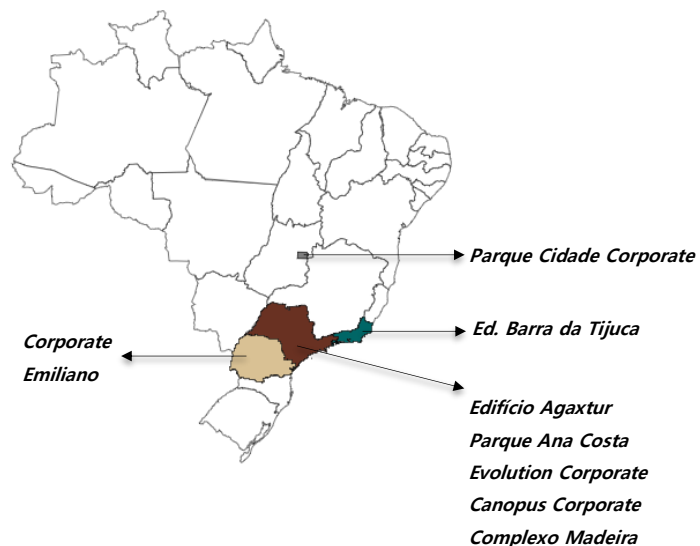 Parque Cidade Corporate
Ed. Barra da Tijuca
Corporate
Emiliano
Edifício Agaxtur
Parque Ana Costa
Evolution Corporate
Canopus Corporate
Complexo Madeira